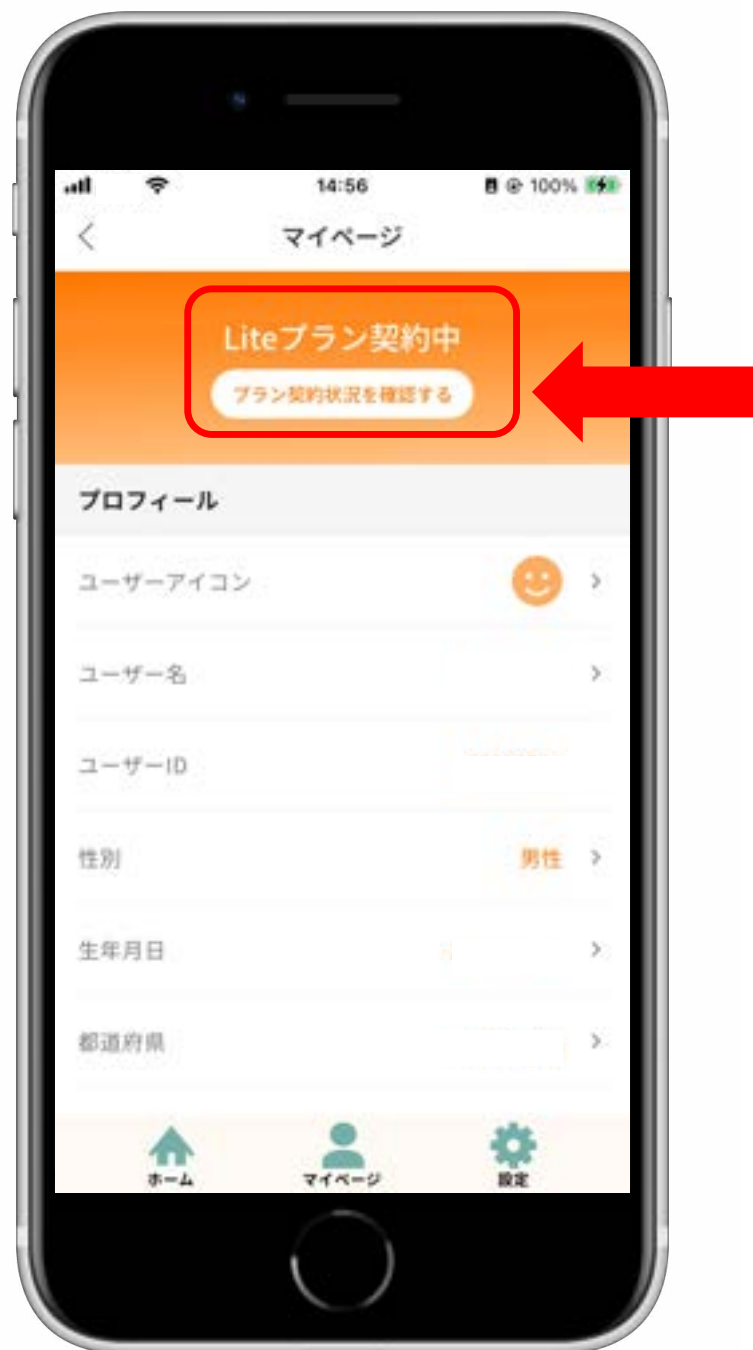 14:56
100%
マイページ
Liteプラン契約中
プラン契約状況を確認する
プロフィール
ユーザーアイコン
ユーザー名
ユーザーID
性別 男性
生年月日
都道府県
ホーム マイページ 設定